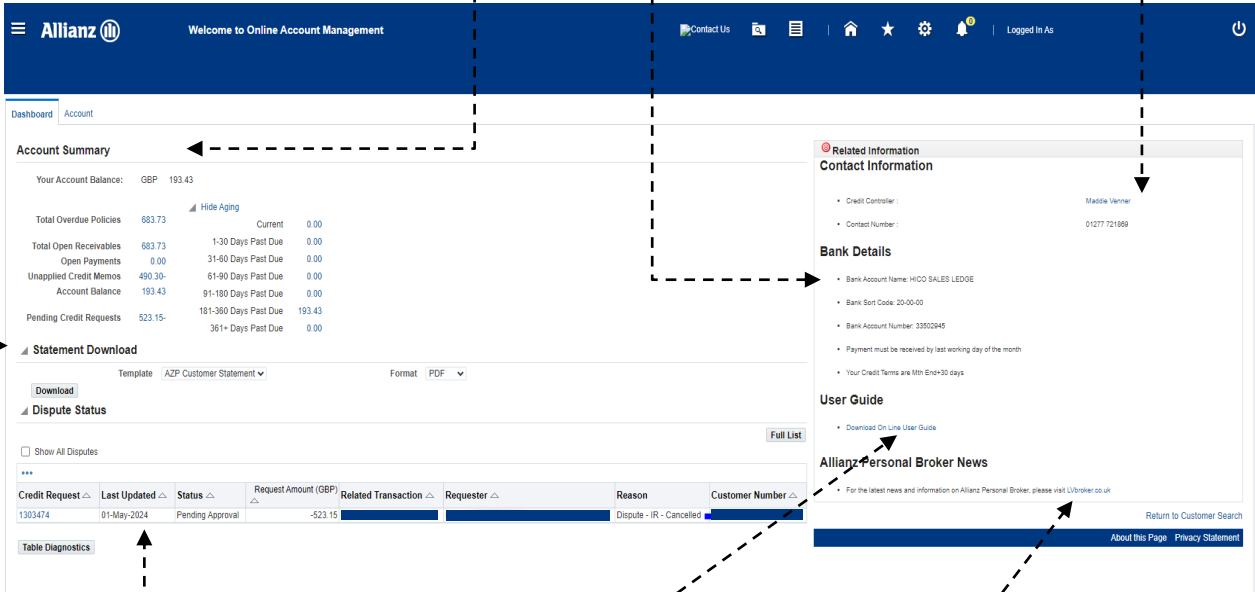 Allianz
Welcome to Online Account Management
Contact Us
6
Logged In As
Dashboard
Account
Account Summary
Your Account Balance: GBP 193.43
Hide Aging
Total Overdue Policies 683.73
Total Open Receivables 683.73
Open Payments 0.00
Unapplied Credit Memos 490.30-
Account Balance 193.43
Pending Credit Requests 523.15-
Current 0.00
1-30 Days Past Due 0.00
31-60 Days Past Due 0.00
61-90 Days Past Due 0.00
91-180 Days Past Due 0.00
181-360 Days Past Due 193.43
361+ Days Past Due 0.00
Statement Download
Template AZP Customer Statement Format PDF
Download
Dispute Status
Full List
Show All Disputes
Credit Request Last Updated Status Request Amount (GBP) Related Transaction Requester Reason Customer Number
1303474 01-May-2024 Pending Approval -523.15 Dispute - IR - Cancelled
Table Diagnostics
Related Information
Contact Information
Credit Controller : Maddie Venner
Contact Number : 01277 721869
Bank Details
Bank Account Name: HICO SALES LEDGE
Bank Sort Code: 20-00-00
Bank Account Number: 33502945
Payment must be received by last working day of the month
Your Credit Terms are Mth End+30 days
User Guide
Download On Line User Guide
Allianz Personal Broker News
For the latest news and information on Allianz Personal Broker, please visit LVbroker.co.uk
Return to Customer Search
About this Page Privacy Statement